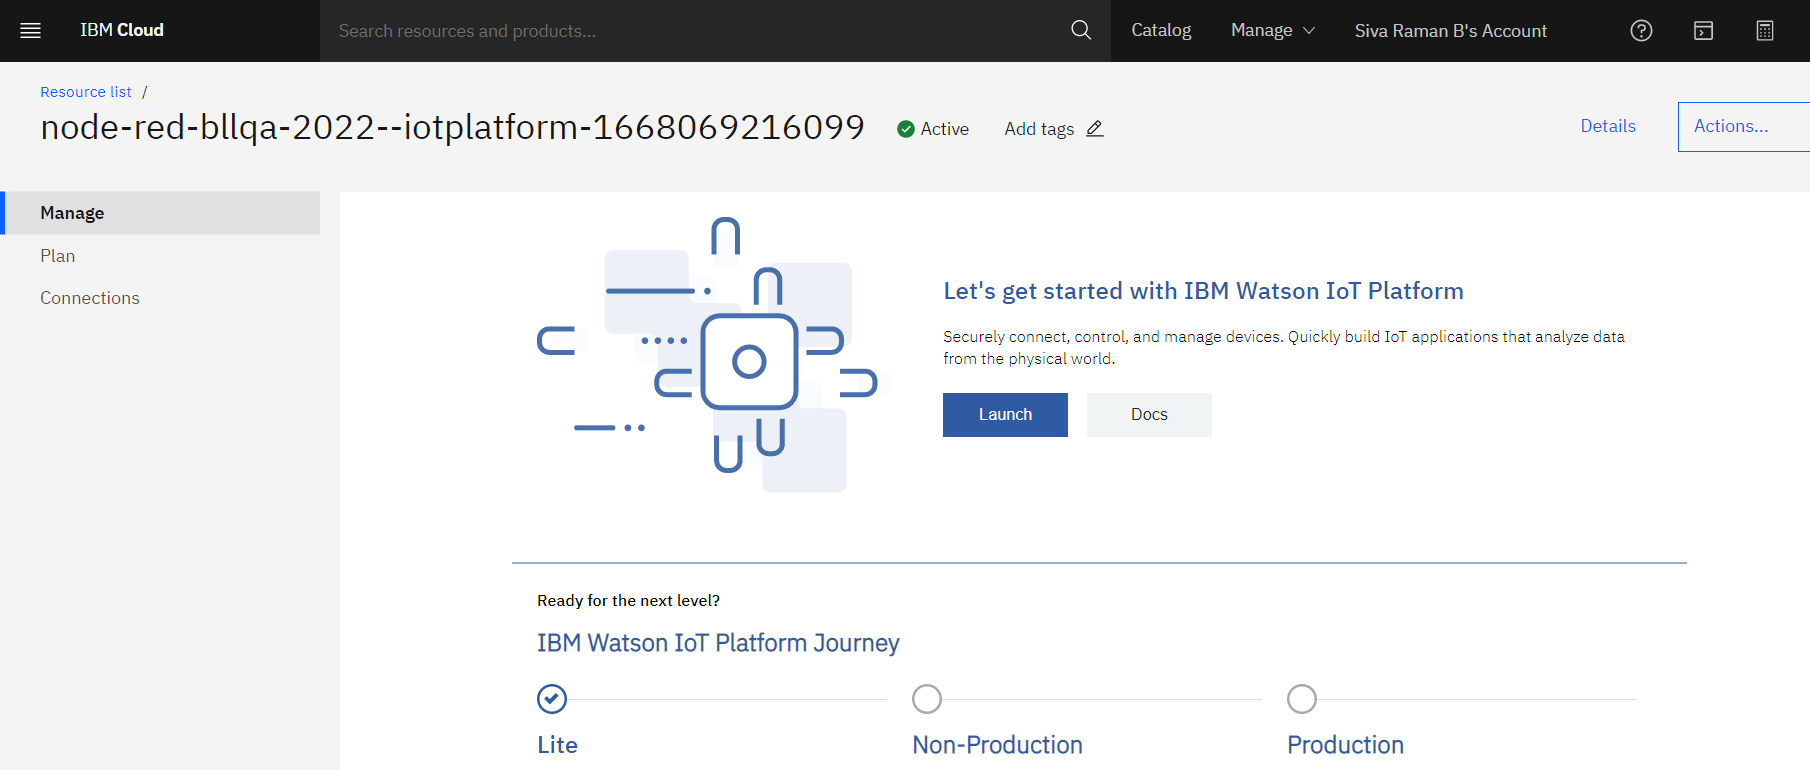 IBM Cloud
Search resources and products...
Catalog
Manage
Siva Raman B's Account
Resource list /
node-red-bllqa-2022--iotplatform-1668069216099
Active
Add tags
Details
Actions...
Manage
Plan
Connections
Let's get started with IBM Watson IoT Platform
Securely connect, control, and manage devices. Quickly build IoT applications that analyze data
from the physical world.
Launch
Docs
Ready for the next level?
IBM Watson IoT Platform Journey
Lite
Non-Production
Production